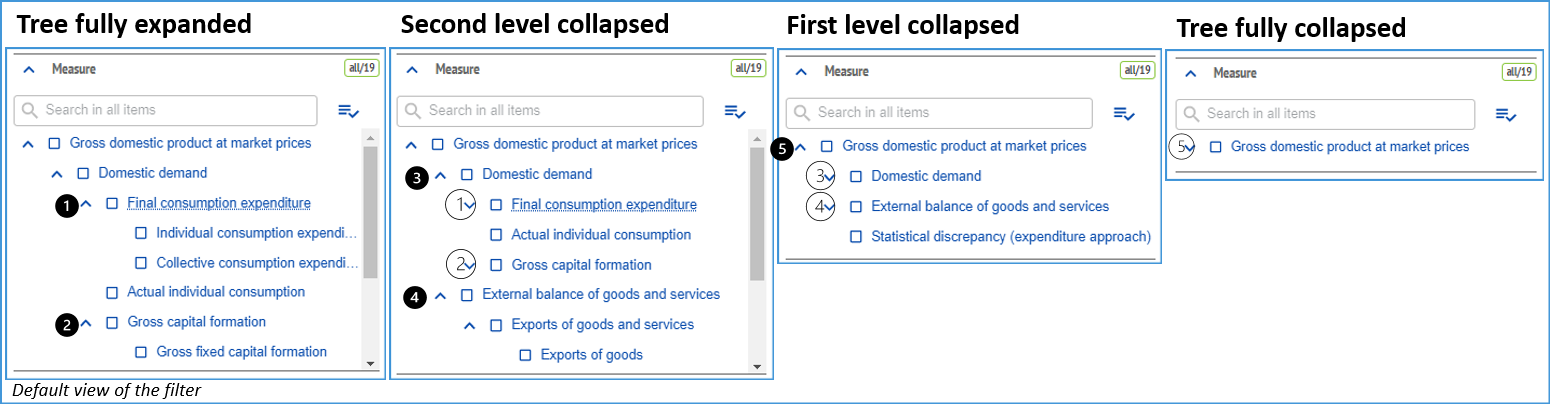 Tree fully expanded
Measure
all/19
Search in all items
Gross domestic product at market prices
Domestic demand
1 Final consumption expenditure
Individual consumption expendi...
Collective consumption expendi...
Actual individual consumption
2 Gross capital formation
Gross fixed capital formation
Default view of the filter
Second level collapsed
Measure
all/19
Search in all items
Gross domestic product at market prices
3 Domestic demand
1 Final consumption expenditure
Actual individual consumption
2 Gross capital formation
4 External balance of goods and services
Exports of goods and services
Exports of goods
First level collapsed
Measure
all/19
Search in all items
5 Gross domestic product at market prices
3 Domestic demand
4 External balance of goods and services
Statistical discrepancy (expenditure approach)
Tree fully collapsed
Measure
all/19
Search in all items
5 Gross domestic product at market prices